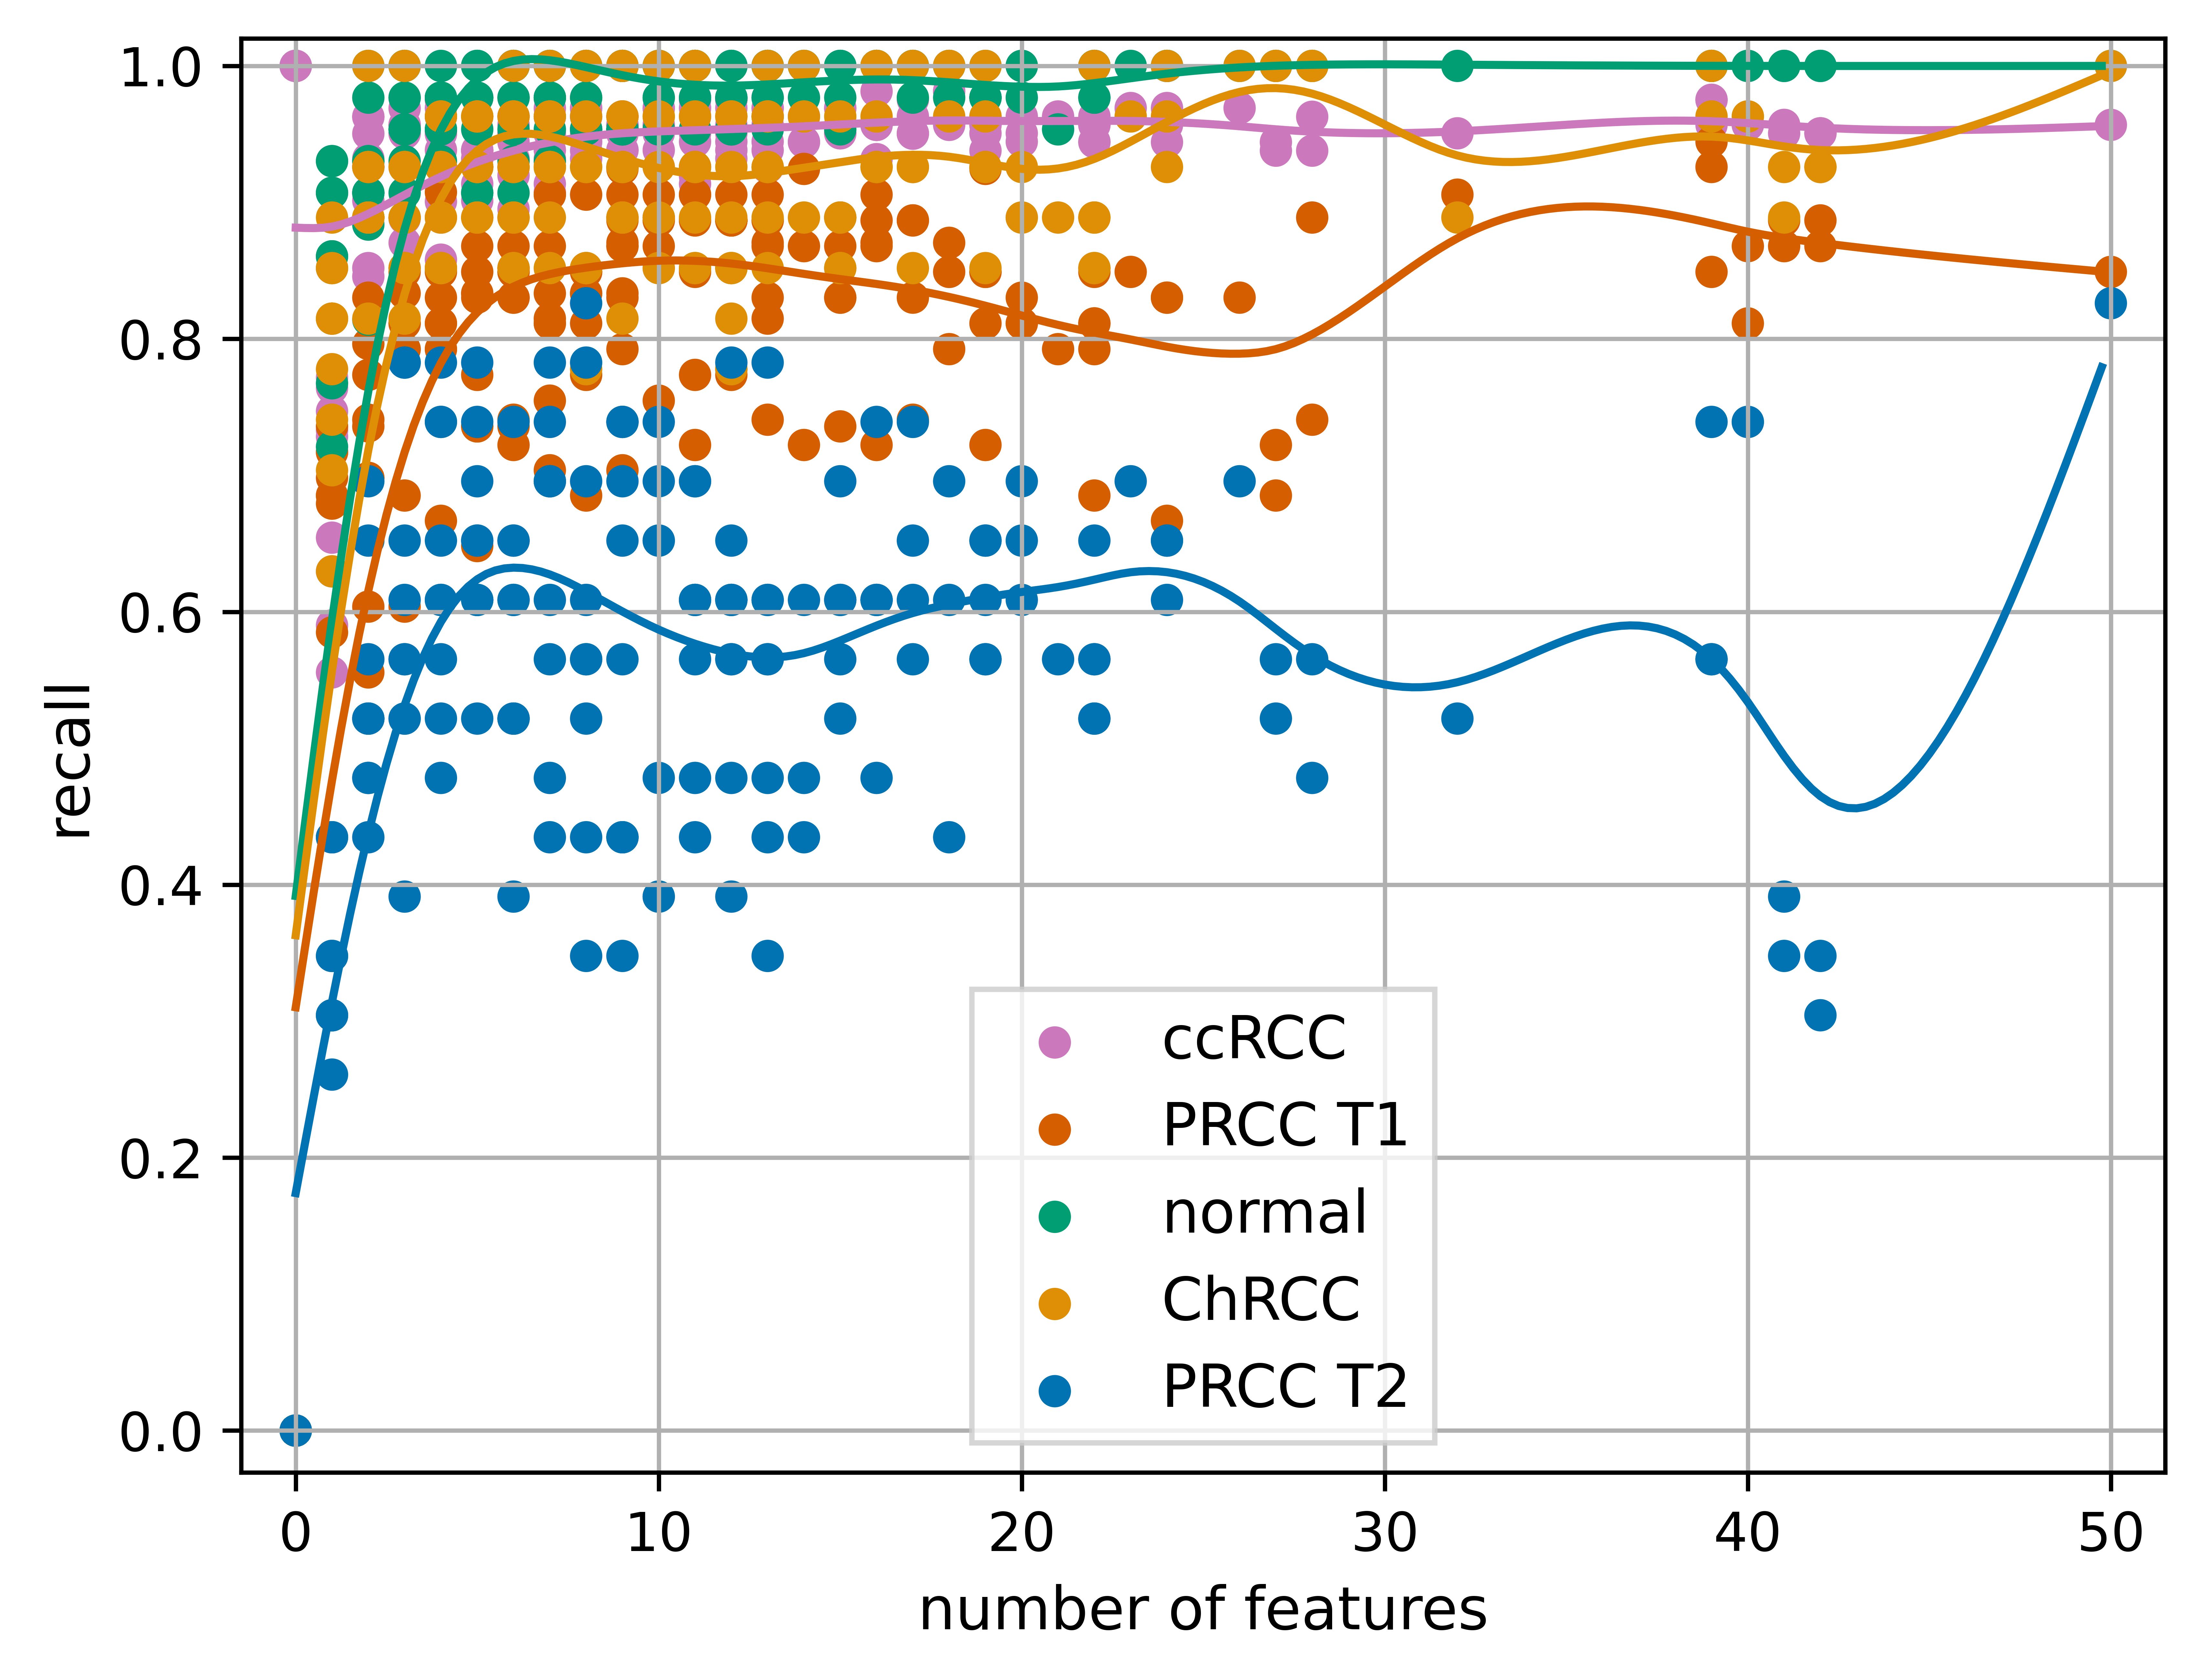 1.0
0.8
0.6
0.4
0.2
0.0
recall
ccRCC
PRCC T1
normal
ChRCC
PRCC T2
0 10 20 30 40 50
number of features